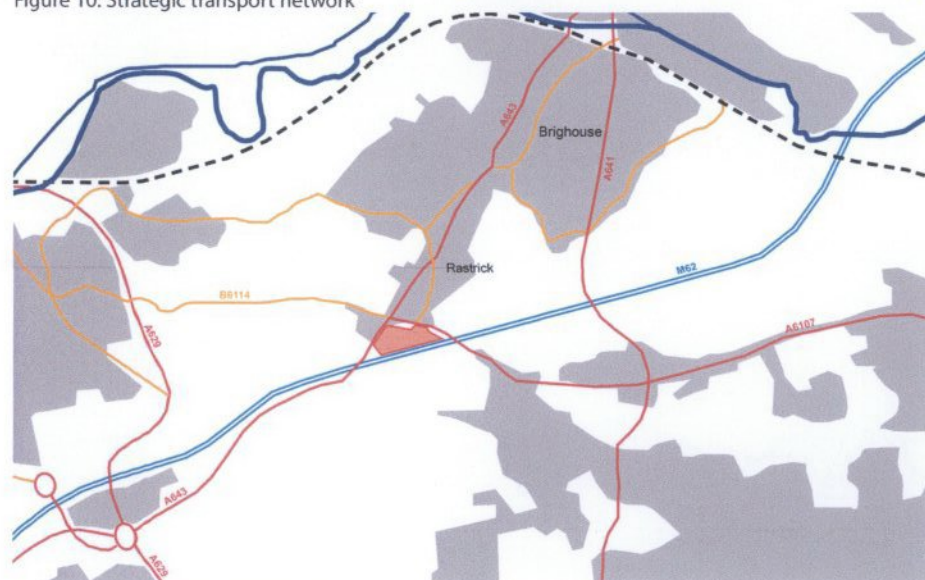 Figure 10: Strategic transport network
A643
Brighouse
A641
Rastrick
M62
B6114
A629
A6107
A643
A629